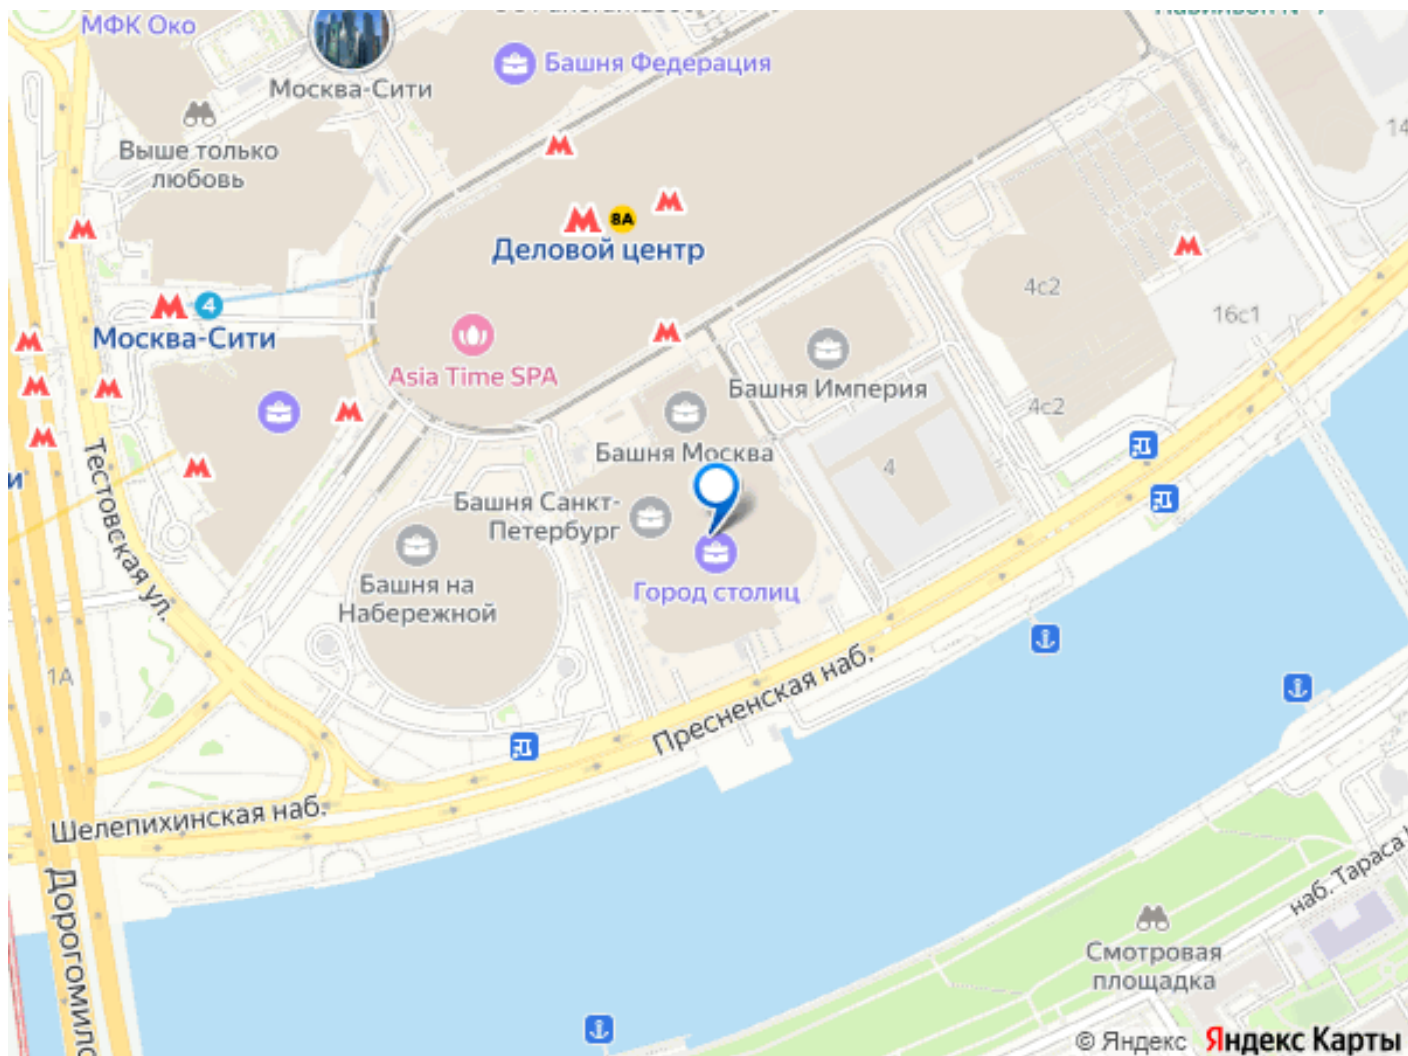 МФК Око
Москва-Сити
Башня Федерация
Выше только
любовь
14
Деловой центр
8А
4
Москва-Сити
Asia Time SPA
4с2
16с1
Башня Империя
4с2
Башня Москва
4
Башня Санкт-
Петербург
Башня на
Набережной
Город столиц
Тестовская ул.
1А
Пресненская наб.
Шелепихинская наб.
Дорогомило
наб. Тараса
Смотровая
площадка
© Яндекс Яндекс Карты